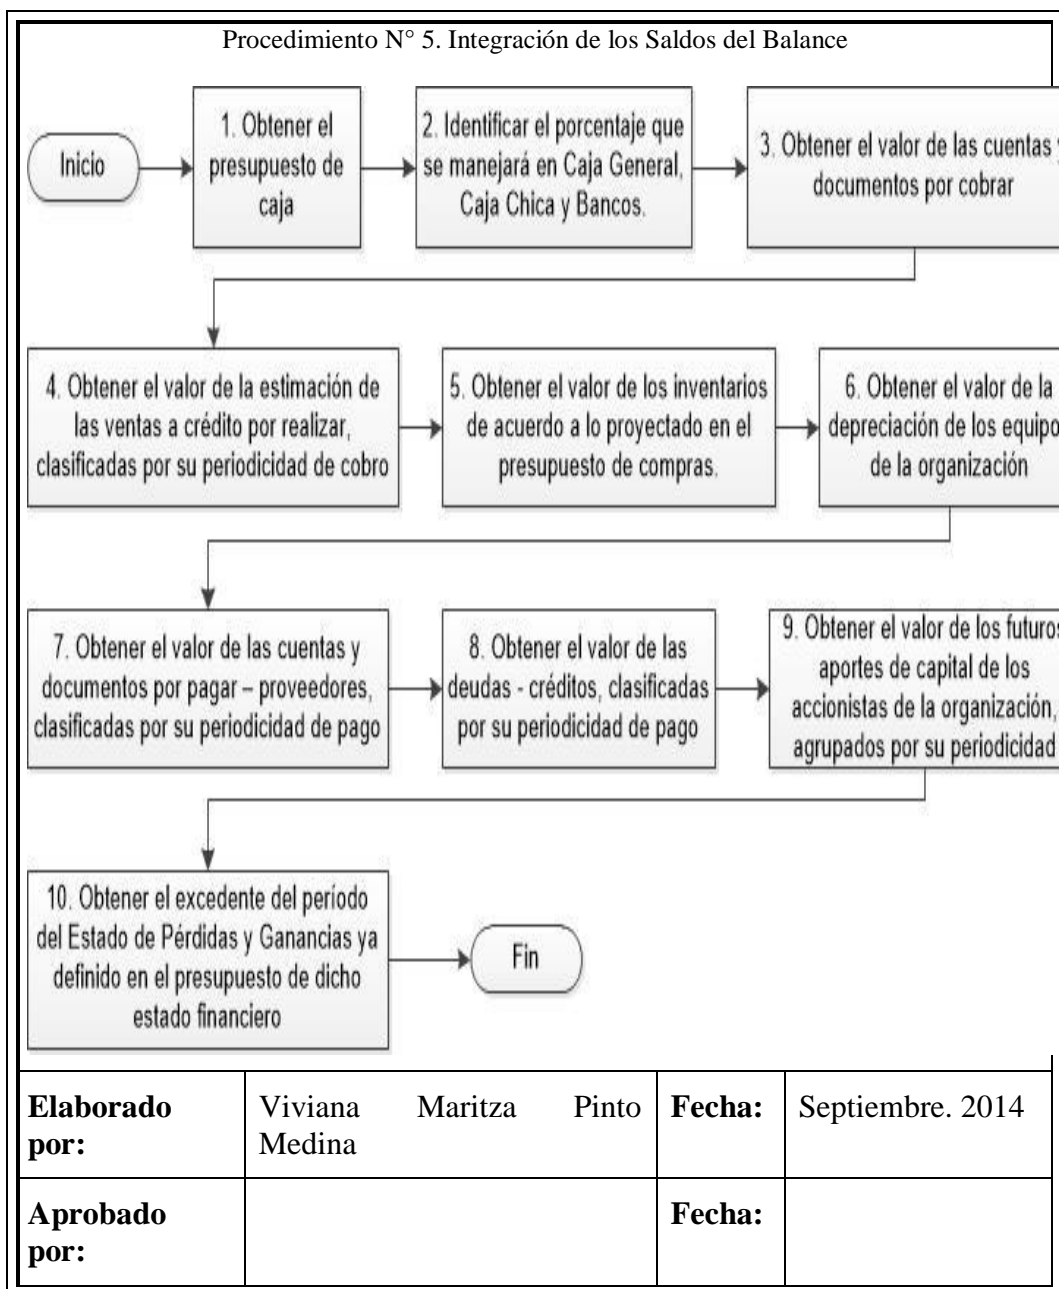 Procedimiento N° 5. Integración de los Saldos del Balance
Inicio
1. Obtener el
presupuesto de
caja
2. Identificar el porcentaje que
se manejará en Caja General,
Caja Chica y Bancos.
3. Obtener el valor de las cuentas y
documentos por cobrar
4. Obtener el valor de la estimación de
las ventas a crédito por realizar,
clasificadas por su periodicidad de cobro
5. Obtener el valor de los inventarios
de acuerdo a lo proyectado en el
presupuesto de compras.
6. Obtener el valor de la
depreciación de los equipo
de la organización
7. Obtener el valor de las cuentas y
documentos por pagar – proveedores,
clasificadas por su periodicidad de pago
8. Obtener el valor de las
deudas - créditos, clasificadas
por su periodicidad de pago
9. Obtener el valor de los futuros
aportes de capital de los
accionistas de la organización,
agrupados por su periodicidad
10. Obtener el excedente del período
del Estado de Pérdidas y Ganancias ya
definido en el presupuesto de dicho
estado financiero
Fin
Elaborado
por:
Viviana Maritza Pinto
Medina
Fecha:
Septiembre. 2014
Aprobado
por:
Fecha: